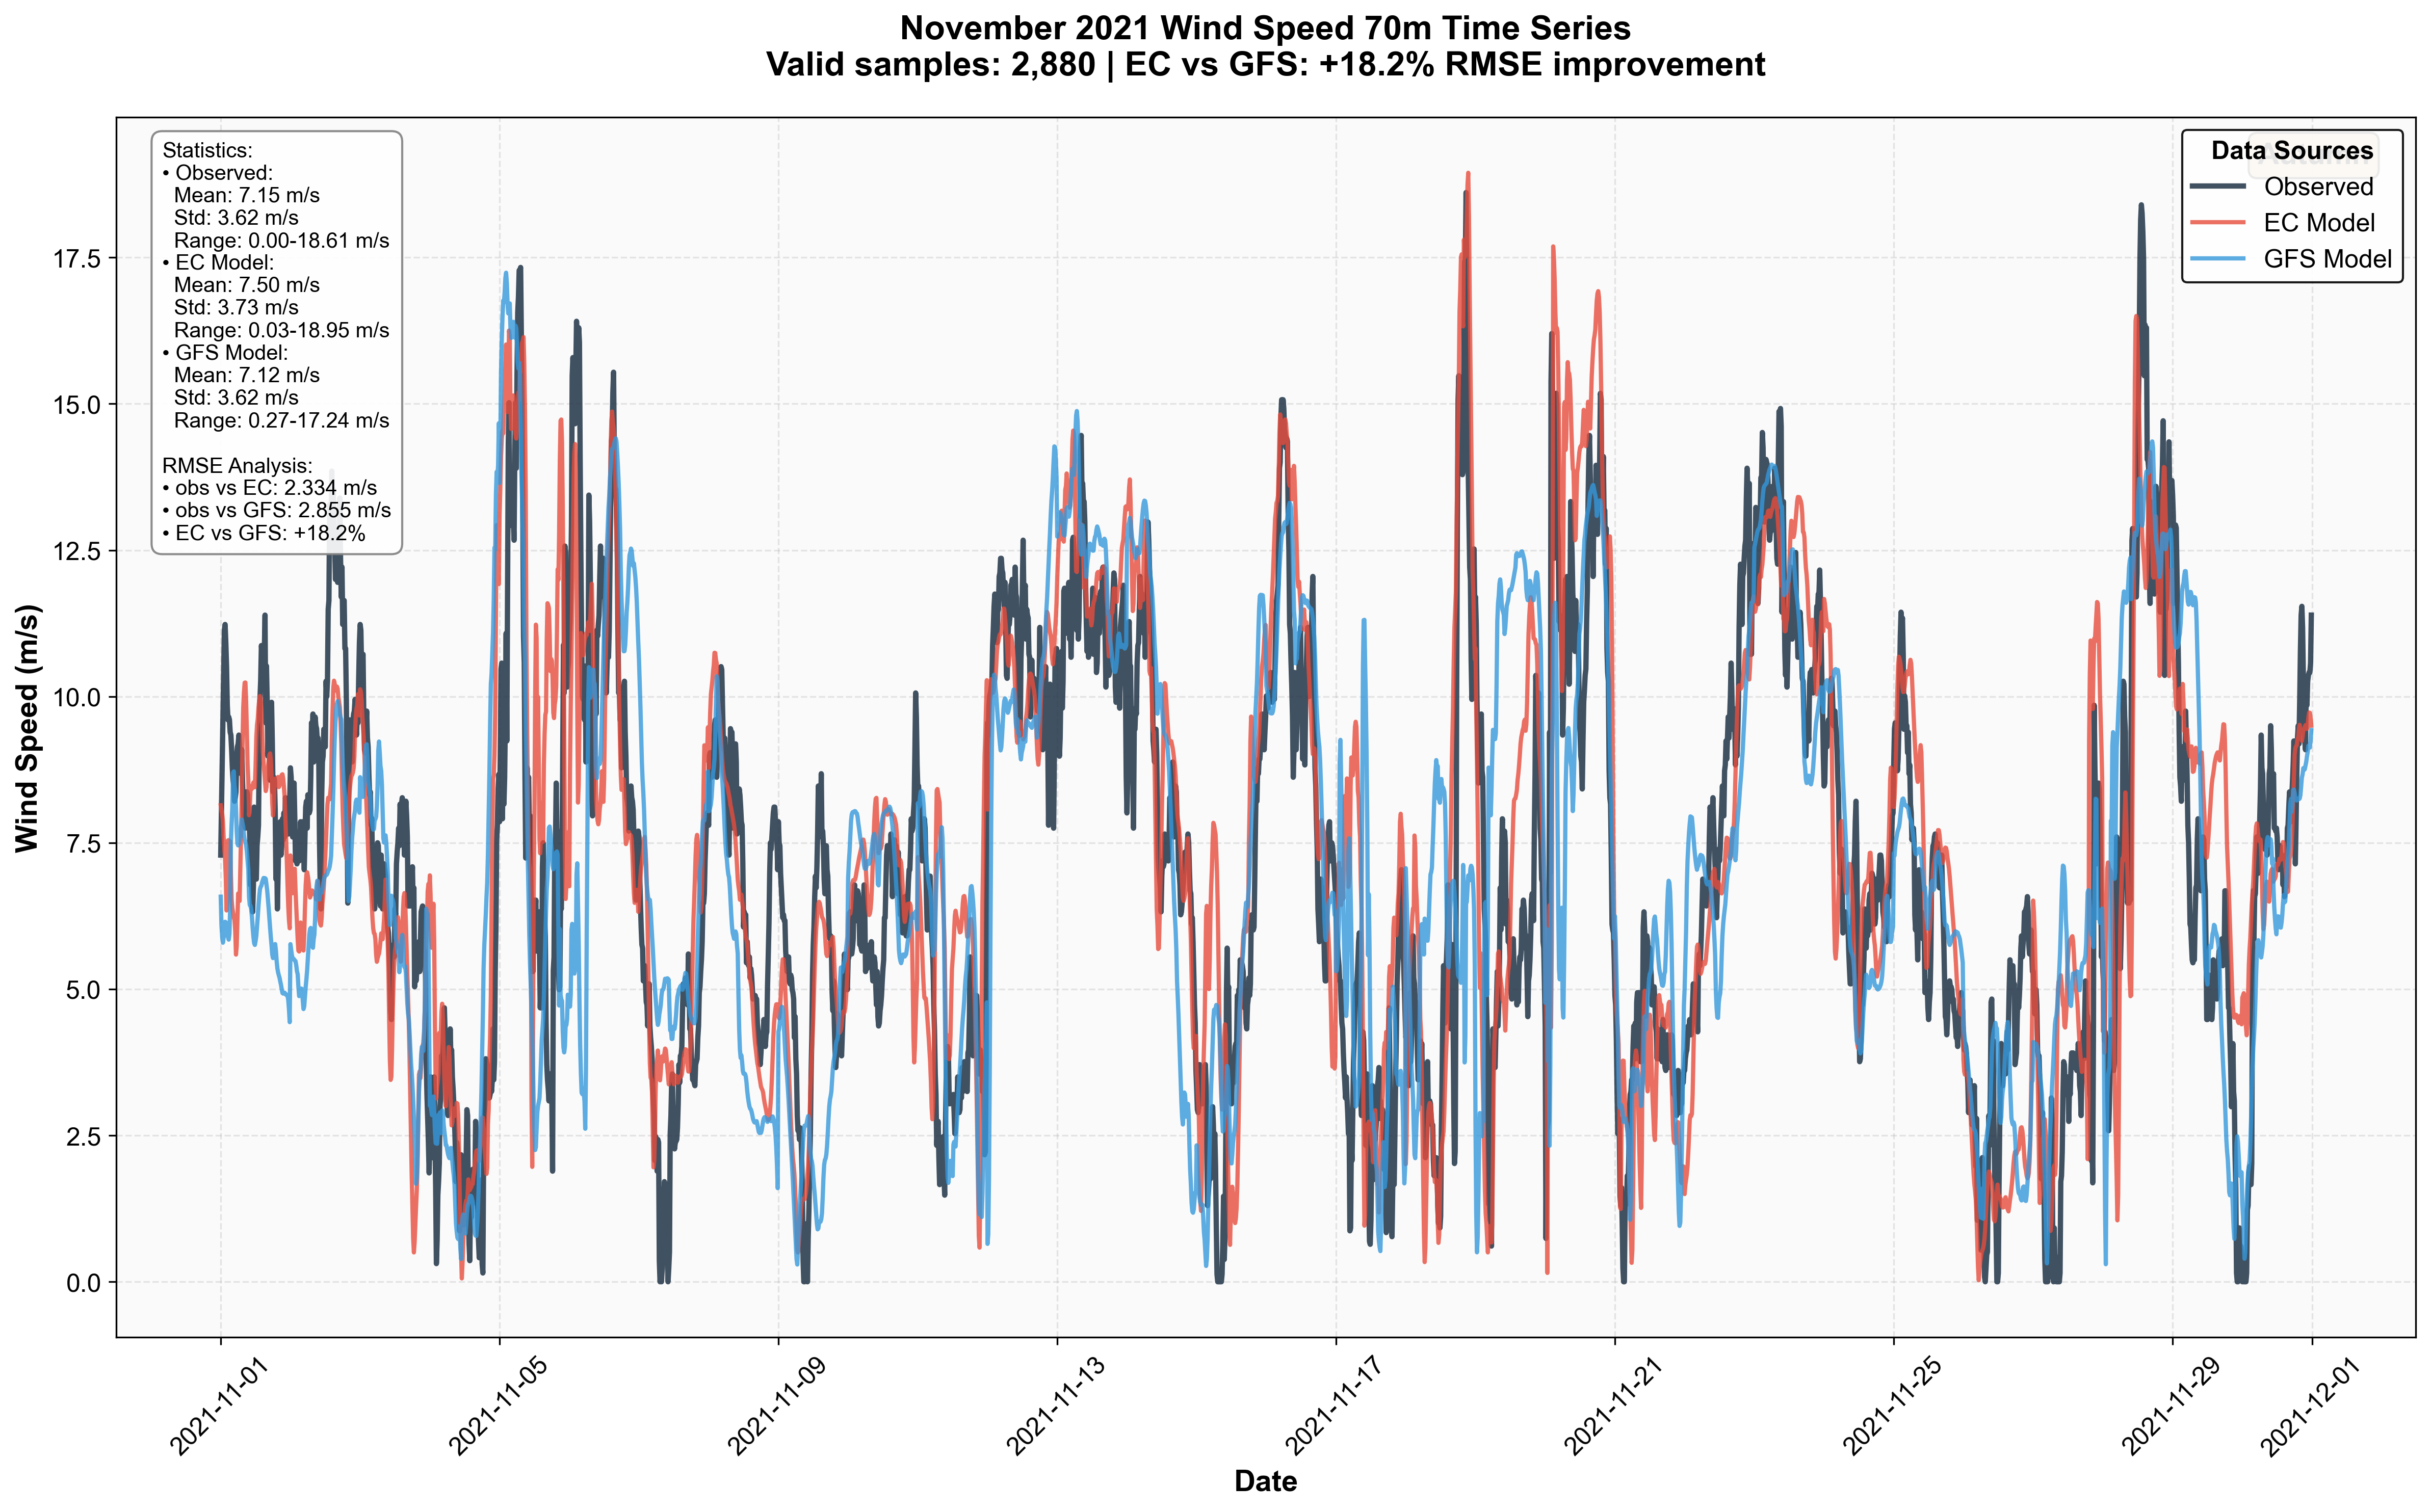 November 2021 Wind Speed 70m Time Series
Valid samples: 2,880 | EC vs GFS: +18.2% RMSE improvement
Statistics:
• Observed:
Mean: 7.15 m/s
Std: 3.62 m/s
Range: 0.00-18.61 m/s
• EC Model:
Mean: 7.50 m/s
Std: 3.73 m/s
Range: 0.03-18.95 m/s
• GFS Model:
Mean: 7.12 m/s
Std: 3.62 m/s
Range: 0.27-17.24 m/s
RMSE Analysis:
• obs vs EC: 2.334 m/s
• obs vs GFS: 2.855 m/s
• EC vs GFS: +18.2%
Data Sources
Observed
EC Model
GFS Model
Wind Speed (m/s)
17.5
15.0
12.5
10.0
7.5
5.0
2.5
0.0
2021-11-01
2021-11-05
2021-11-09
2021-11-13
2021-11-17
2021-11-21
2021-11-25
2021-11-29
2021-12-01
Date